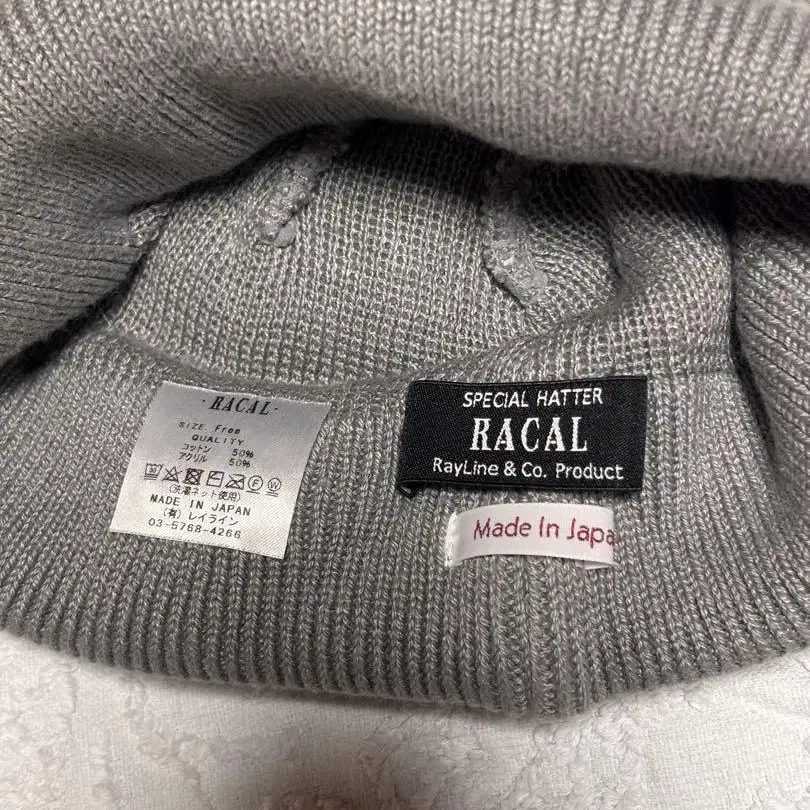 · RACAL ·
SIZE Free
QUALITY
コットン 50%
アクリル 50%
(洗濯ネット使用)
MADE IN JAPAN
(有)レイライン
03-5768-4266
SPECIAL HATTER
RACAL
RayLine & Co. Product
Made In Japa